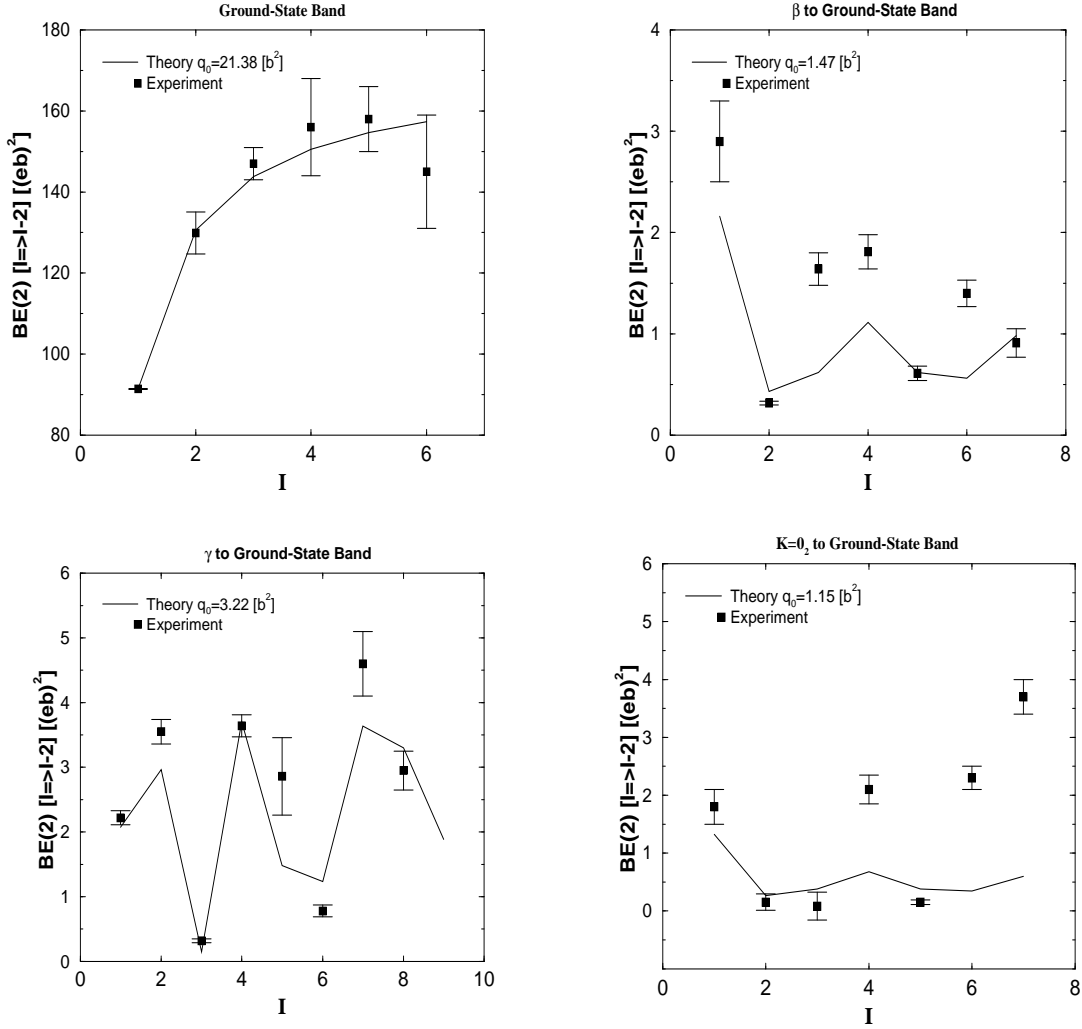 Ground-State Band
180
160
140
120
100
80
0
2
4
6
BE(2) [I=>I-2] [(eb)²]
I
Theory q₀=21.38 [b²]
Experiment
β to Ground-State Band
4
3
2
1
0
0
2
4
6
8
BE(2) [I=>I-2] [(eb)²]
I
Theory q₀=1.47 [b²]
Experiment
γ to Ground-State Band
6
5
4
3
2
1
0
0
2
4
6
8
10
BE(2) [I=>I-2] [(eb)²]
I
Theory q₀=3.22 [b²]
Experiment
K=0₂ to Ground-State Band
6
5
4
3
2
1
0
0
2
4
6
8
BE(2) [I=>I-2] [(eb)²]
I
Theory q₀=1.15 [b²]
Experiment